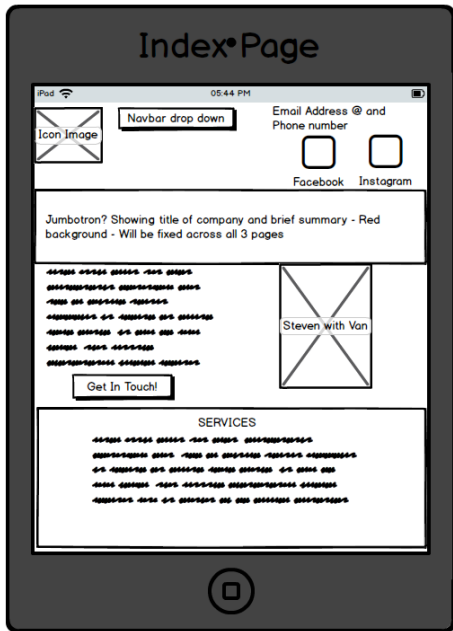 Index Page
iPad
05:44 PM
Icon Image
Navbar drop down
Email Address @ and
Phone number
Facebook
Instagram
Jumbotron? Showing title of company and brief summary - Red
background - Will be fixed across all 3 pages
Steven with Van
Get In Touch!
SERVICES